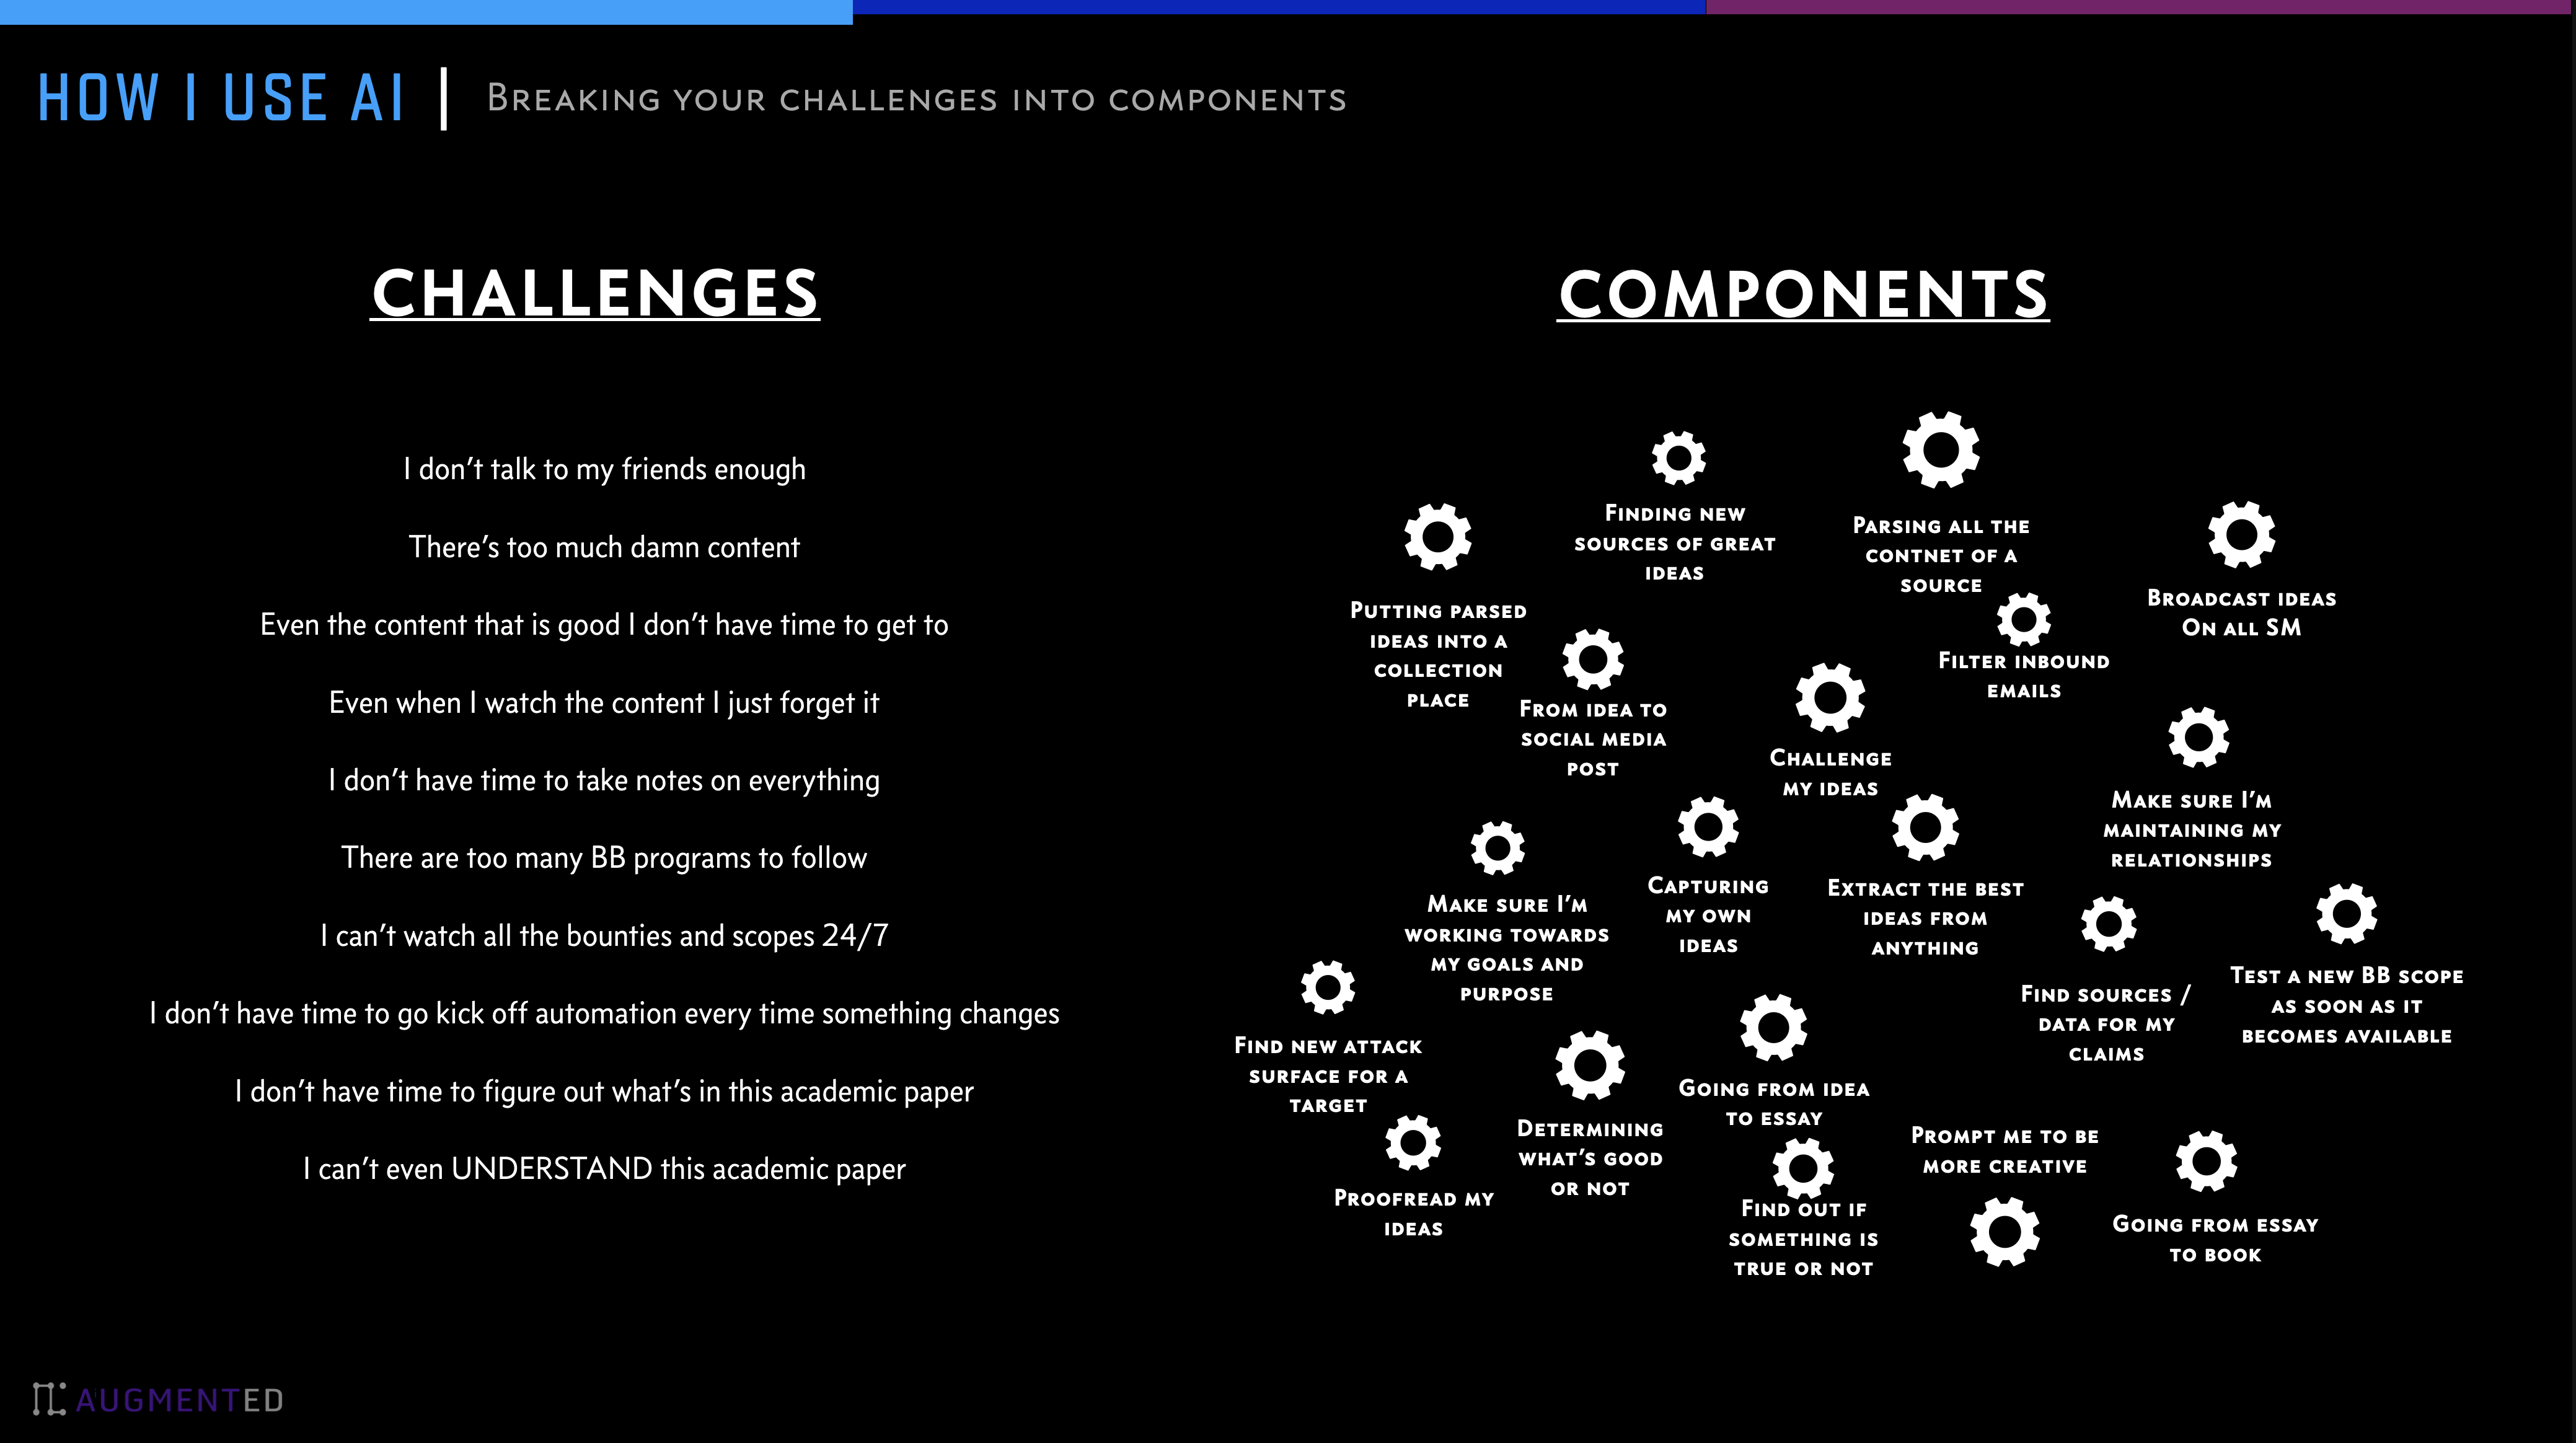 HOW I USE AI
Breaking your challenges into components
CHALLENGES
I don't talk to my friends enough
There's too much damn content
Even the content that is good I don't have time to get to
Even when I watch the content I just forget it
I don't have time to take notes on everything
There are too many BB programs to follow
I can't watch all the bounties and scopes 24/7
I don't have time to go kick off automation every time something changes
I don't have time to figure out what's in this academic paper
I can't even UNDERSTAND this academic paper
COMPONENTS
Finding new
sources of great
ideas
Parsing all the
contnet of a
source
Broadcast ideas
On all SM
Putting parsed
ideas into a
collection
place
Filter inbound
emails
From idea to
social media
post
Challenge
my ideas
Make sure I'm
maintaining my
relationships
Make sure I'm
working towards
my goals and
purpose
Capturing
my own
ideas
Extract the best
ideas from
anything
Find sources /
data for my
claims
Test a new BB scope
as soon as it
becomes available
Find new attack
surface for a
target
Determining
what's good
or not
Going from idea
to essay
Prompt me to be
more creative
Proofread my
ideas
Find out if
something is
true or not
Going from essay
to book
AUGMENTED